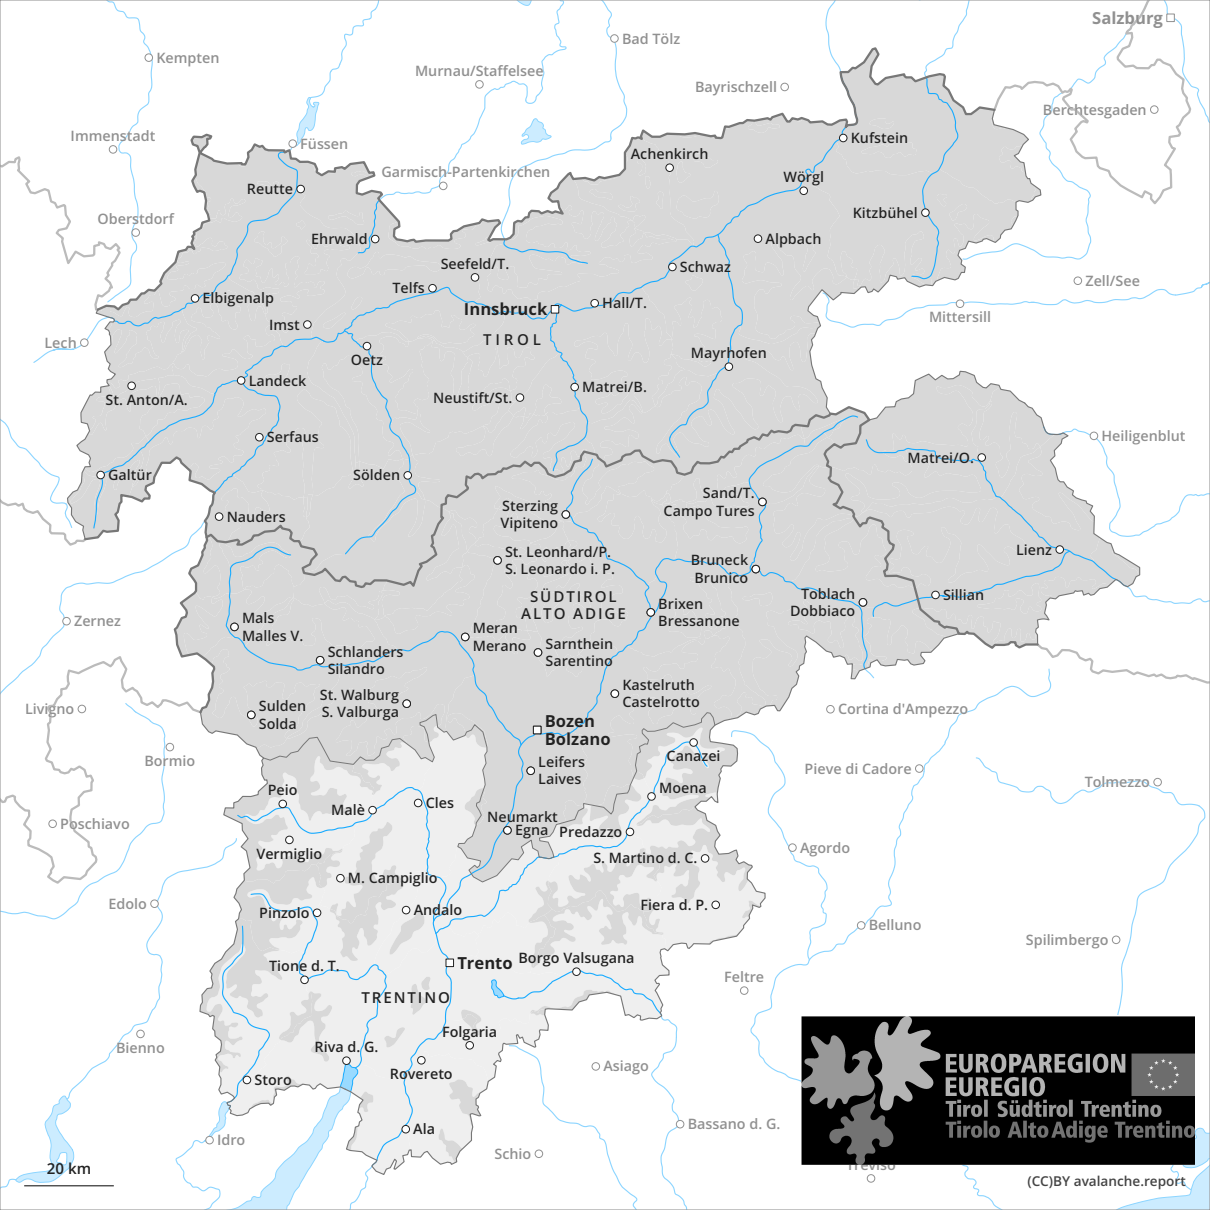 Salzburg
Bad Tölz
Kempten
Murnau/Staffelsee
Bayrischzell
Berchtesgaden
Immenstadt
Füssen
Kufstein
Achenkirch
Garmisch-Partenkirchen
Wörgl
Reutte
Oberstdorf
Kitzbühel
Ehrwald
Alpbach
Seefeld/T.
Schwaz
Zell/See
Telfs
Elbigenalp
Hall/T.
Innsbruck
Mittersill
Imst
TIROL
Lech
Oetz
Mayrhofen
Landeck
Matrei/B.
St. Anton/A.
Neustift/St.
Serfaus
Heiligenblut
Matrei/O.
Galtür
Sölden
Sand/T.
Campo Tures
Sterzing
Vipiteno
Nauders
St. Leonhard/P.
S. Leonardo i. P.
Lienz
Bruneck
Brunico
SÜDTIROL
ALTO ADIGE
Toblach
Dobbiaco
Sillian
Brixen
Bressanone
Zernez
Mals
Malles V.
Meran
Merano
Sarnthein
Sarentino
Schlanders
Silandro
Kastelruth
Castelrotto
St. Walburg
S. Valburga
Livigno
Sulden
Solda
Cortina d'Ampezzo
Bozen
Bolzano
Bormio
Canazei
Leifers
Laives
Pieve di Cadore
Tolmezzo
Peio
Moena
Malè
Cles
Neumarkt
Egna
Predazzo
Poschiavo
Vermiglio
Agordo
S. Martino d. C.
M. Campiglio
Edolo
Pinzolo
Andalo
Fiera d. P.
Belluno
Spilimbergo
Trento
Borgo Valsugana
Tione d. T.
Feltre
TRENTINO
Folgaria
Bienno
Riva d. G.
Rovereto
Asiago
Storo
EUROPAREGION
EUREGIO
Tirol Südtirol Trentino
Tirolo Alto Adige Trentino
Ala
Bassano d. G.
Idro
Schio
Treviso
20 km
(CC)BY avalanche.report